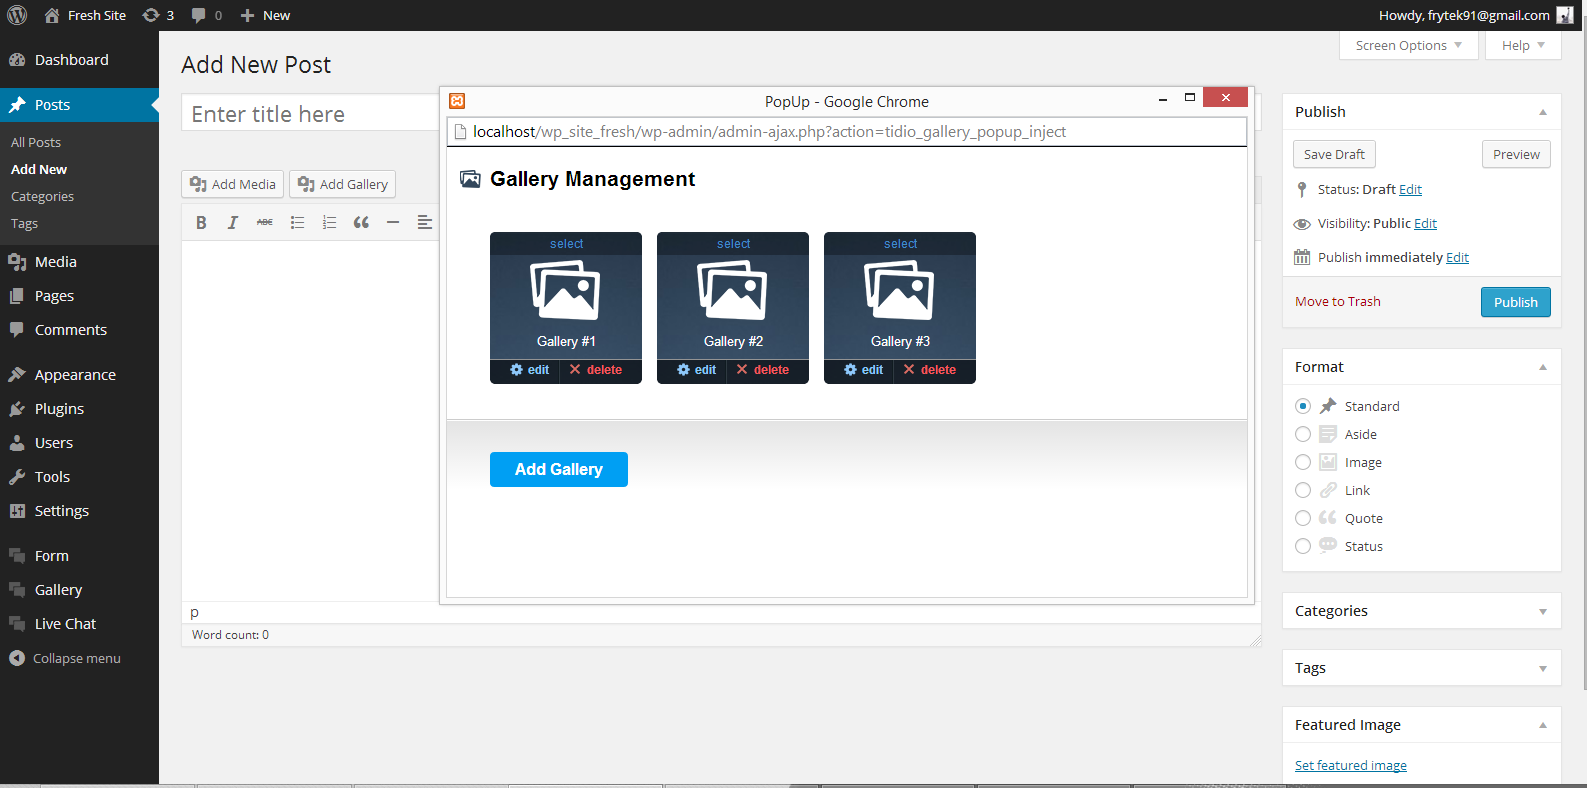 Fresh Site 3 0 New Howdy, frytek91@gmail.com
Screen Options Help
Dashboard
Posts
All Posts
Add New
Categories
Tags
Media
Pages
Comments
Appearance
Plugins
Users
Tools
Settings
Form
Gallery
Live Chat
Collapse menu
Add New Post
Enter title here
Add Media Add Gallery
B I ABC
p
Word count: 0
PopUp - Google Chrome
localhost/wp_site_fresh/wp-admin/admin-ajax.php?action=tidio_gallery_popup_inject
Gallery Management
select select select
Gallery #1 Gallery #2 Gallery #3
edit delete edit delete edit delete
Add Gallery
Publish
Save Draft Preview
Status: Draft Edit
Visibility: Public Edit
Publish immediately Edit
Move to Trash Publish
Format
Standard
Aside
Image
Link
Quote
Status
Categories
Tags
Featured Image
Set featured image